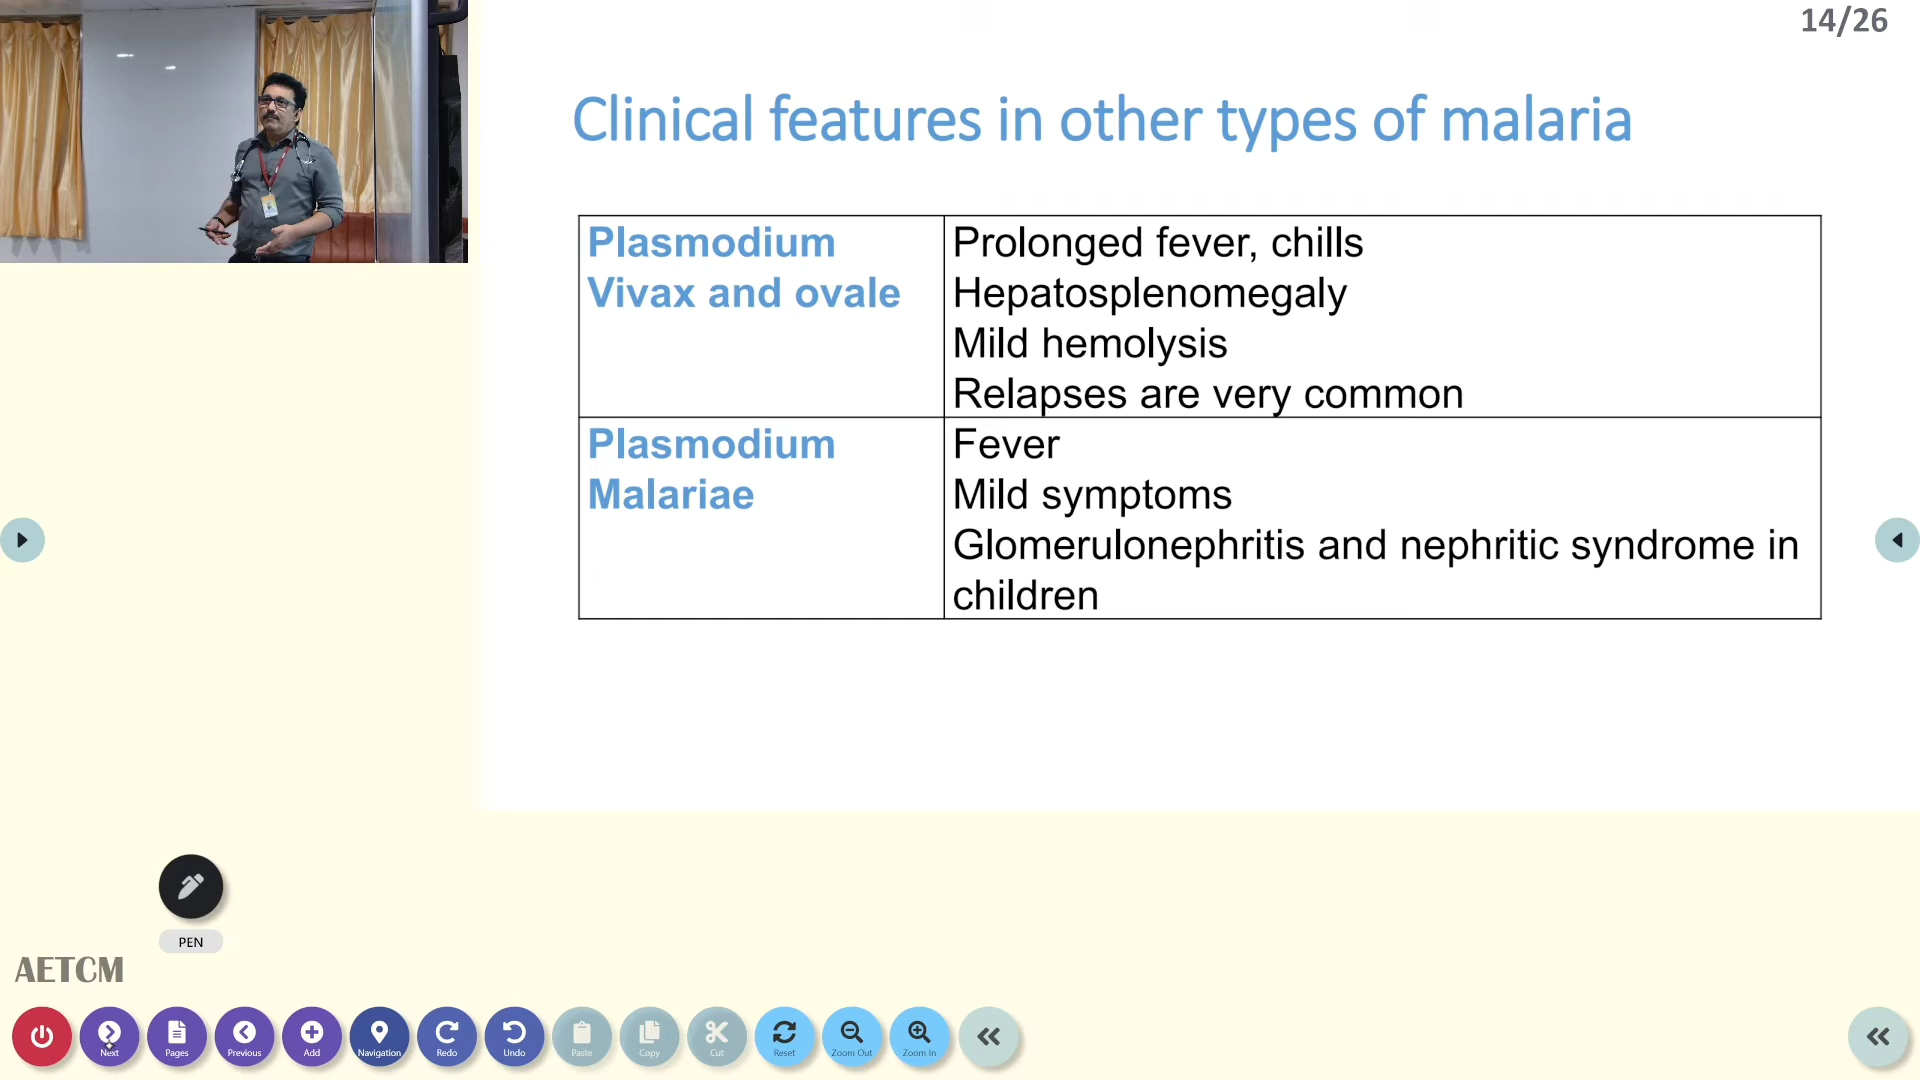 14/26
Clinical features in other types of malaria
Plasmodium
Vivax and ovale
Prolonged fever, chills
Hepatosplenomegaly
Mild hemolysis
Relapses are very common
Plasmodium
Malariae
Fever
Mild symptoms
Glomerulonephritis and nephritic syndrome in
children
PEN
AETCM
Next
Pages
Previous
Add
Navigation
Redo
Undo
Paste
Copy
Cut
Reset
Zoom Out
Zoom In